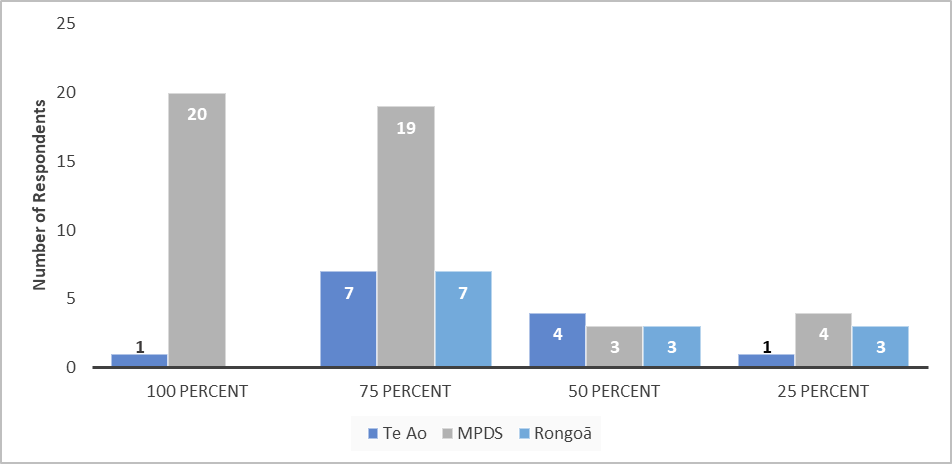 25
20
15
10
5
0
Number of Respondents
1
20
7
19
7
4
3
3
1
4
3
100 PERCENT
75 PERCENT
50 PERCENT
25 PERCENT
Te Ao
MPDS
Rongoā